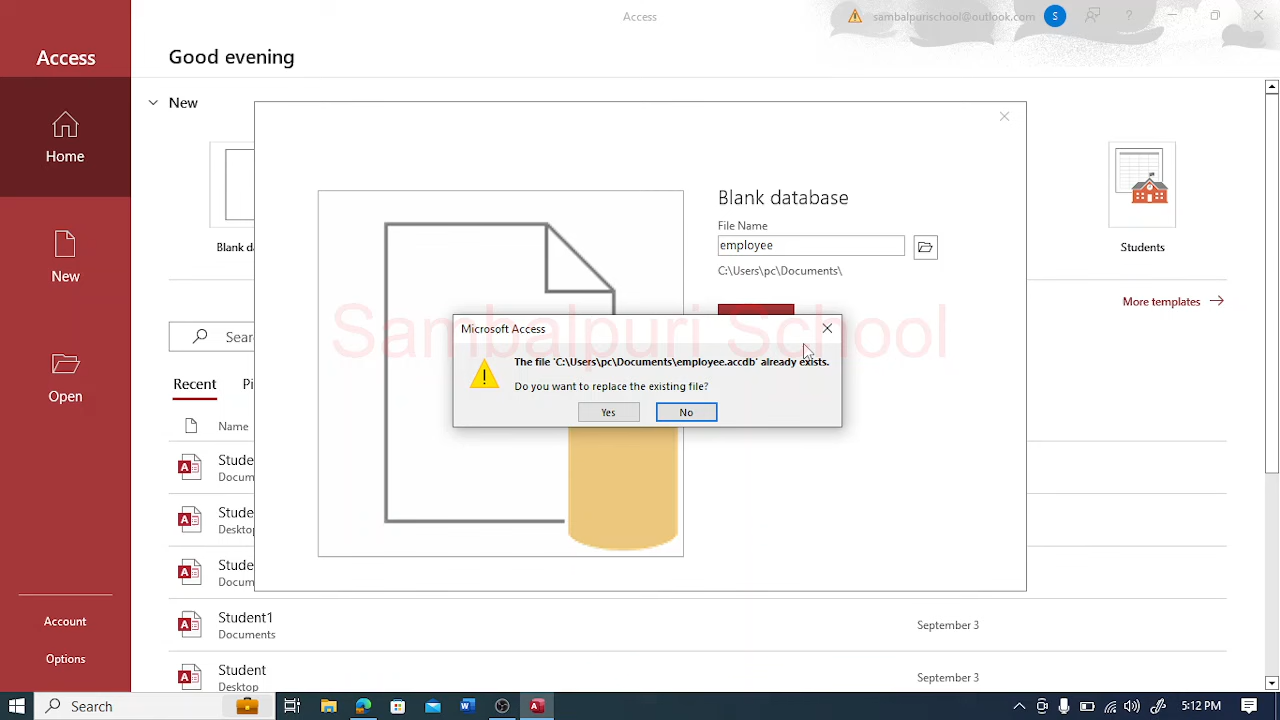 Access
sambalpurischool@outlook.com
S
?
Access
Good evening
Home
New
Open
Account
Options
New
Blank da
Students
More templates
Sear
Recent
Pi
Name
Stude
Docum
Stude
Desktop
Stude
Docum
Student1
Documents
September 3
Student
Desktop
September 3
Blank database
File Name
employee
C:\Users\pc\Documents\
Sambalpuri School
Microsoft Access
The file 'C:\Users\pc\Documents\employee.accdb' already exists.
Do you want to replace the existing file?
Yes
No
Search
5:12 PM